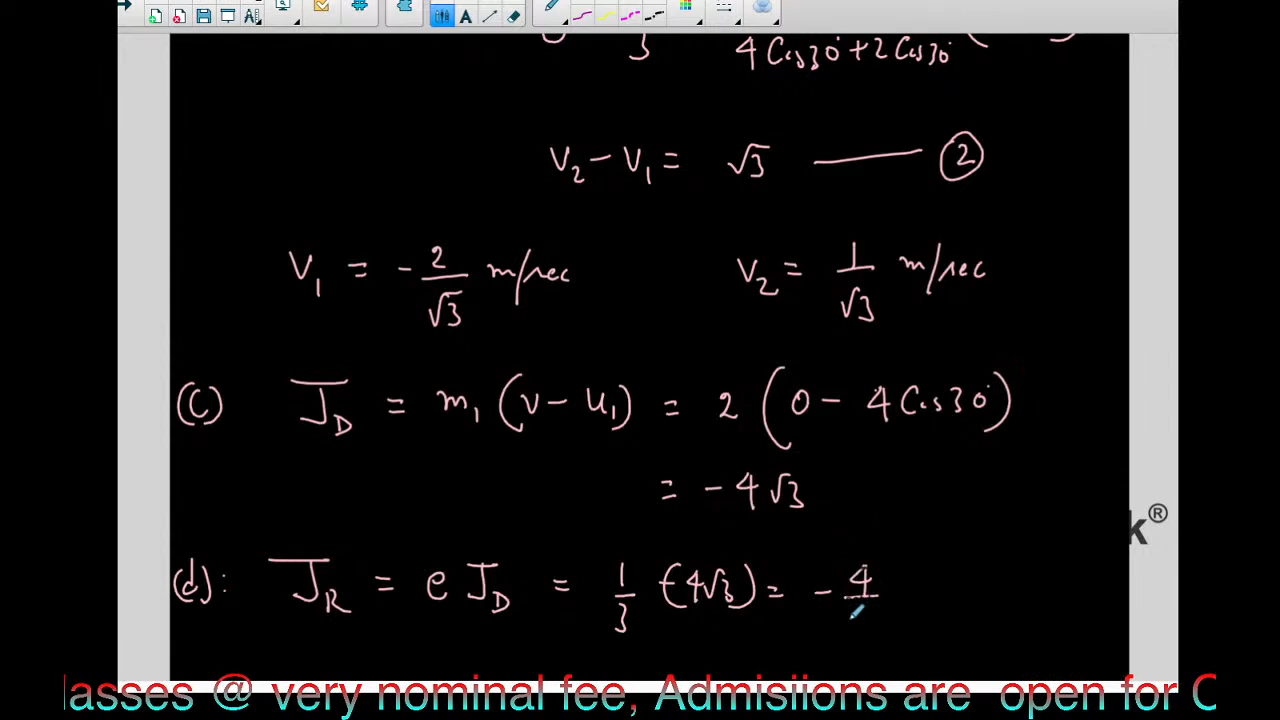 4 Cos30° + 2 Cos30°
V₂ − V₁ = √3 ——— ②
V₁ = − 2/√3 m/sec    V₂ = 1/√3 m/sec
(C) J̅_D = m₁ (v − u₁) = 2 (0 − 4 Cos30°)
= − 4 √3
(d): J̅_R = e J_D = 1/3 (−4√3) = − 4
k®
lasses @ very nominal fee, Admisiions are open for C